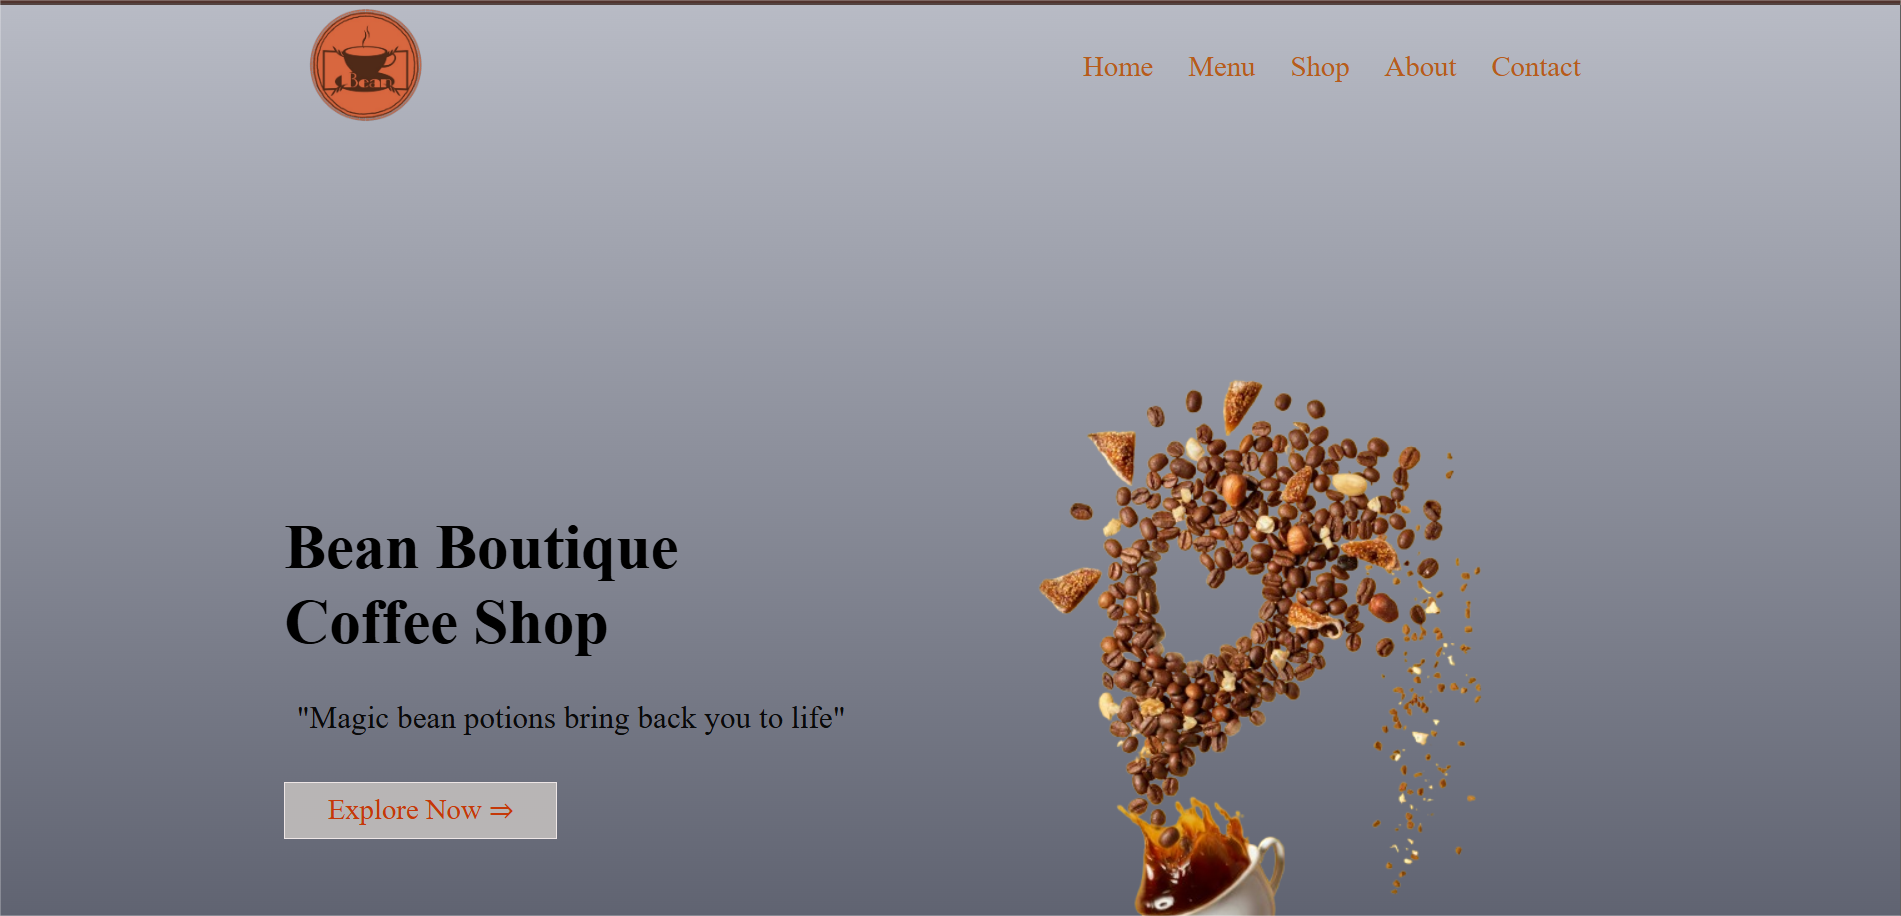 Bean
Home Menu Shop About Contact
Bean Boutique
Coffee Shop
"Magic bean potions bring back you to life"
Explore Now ⇒